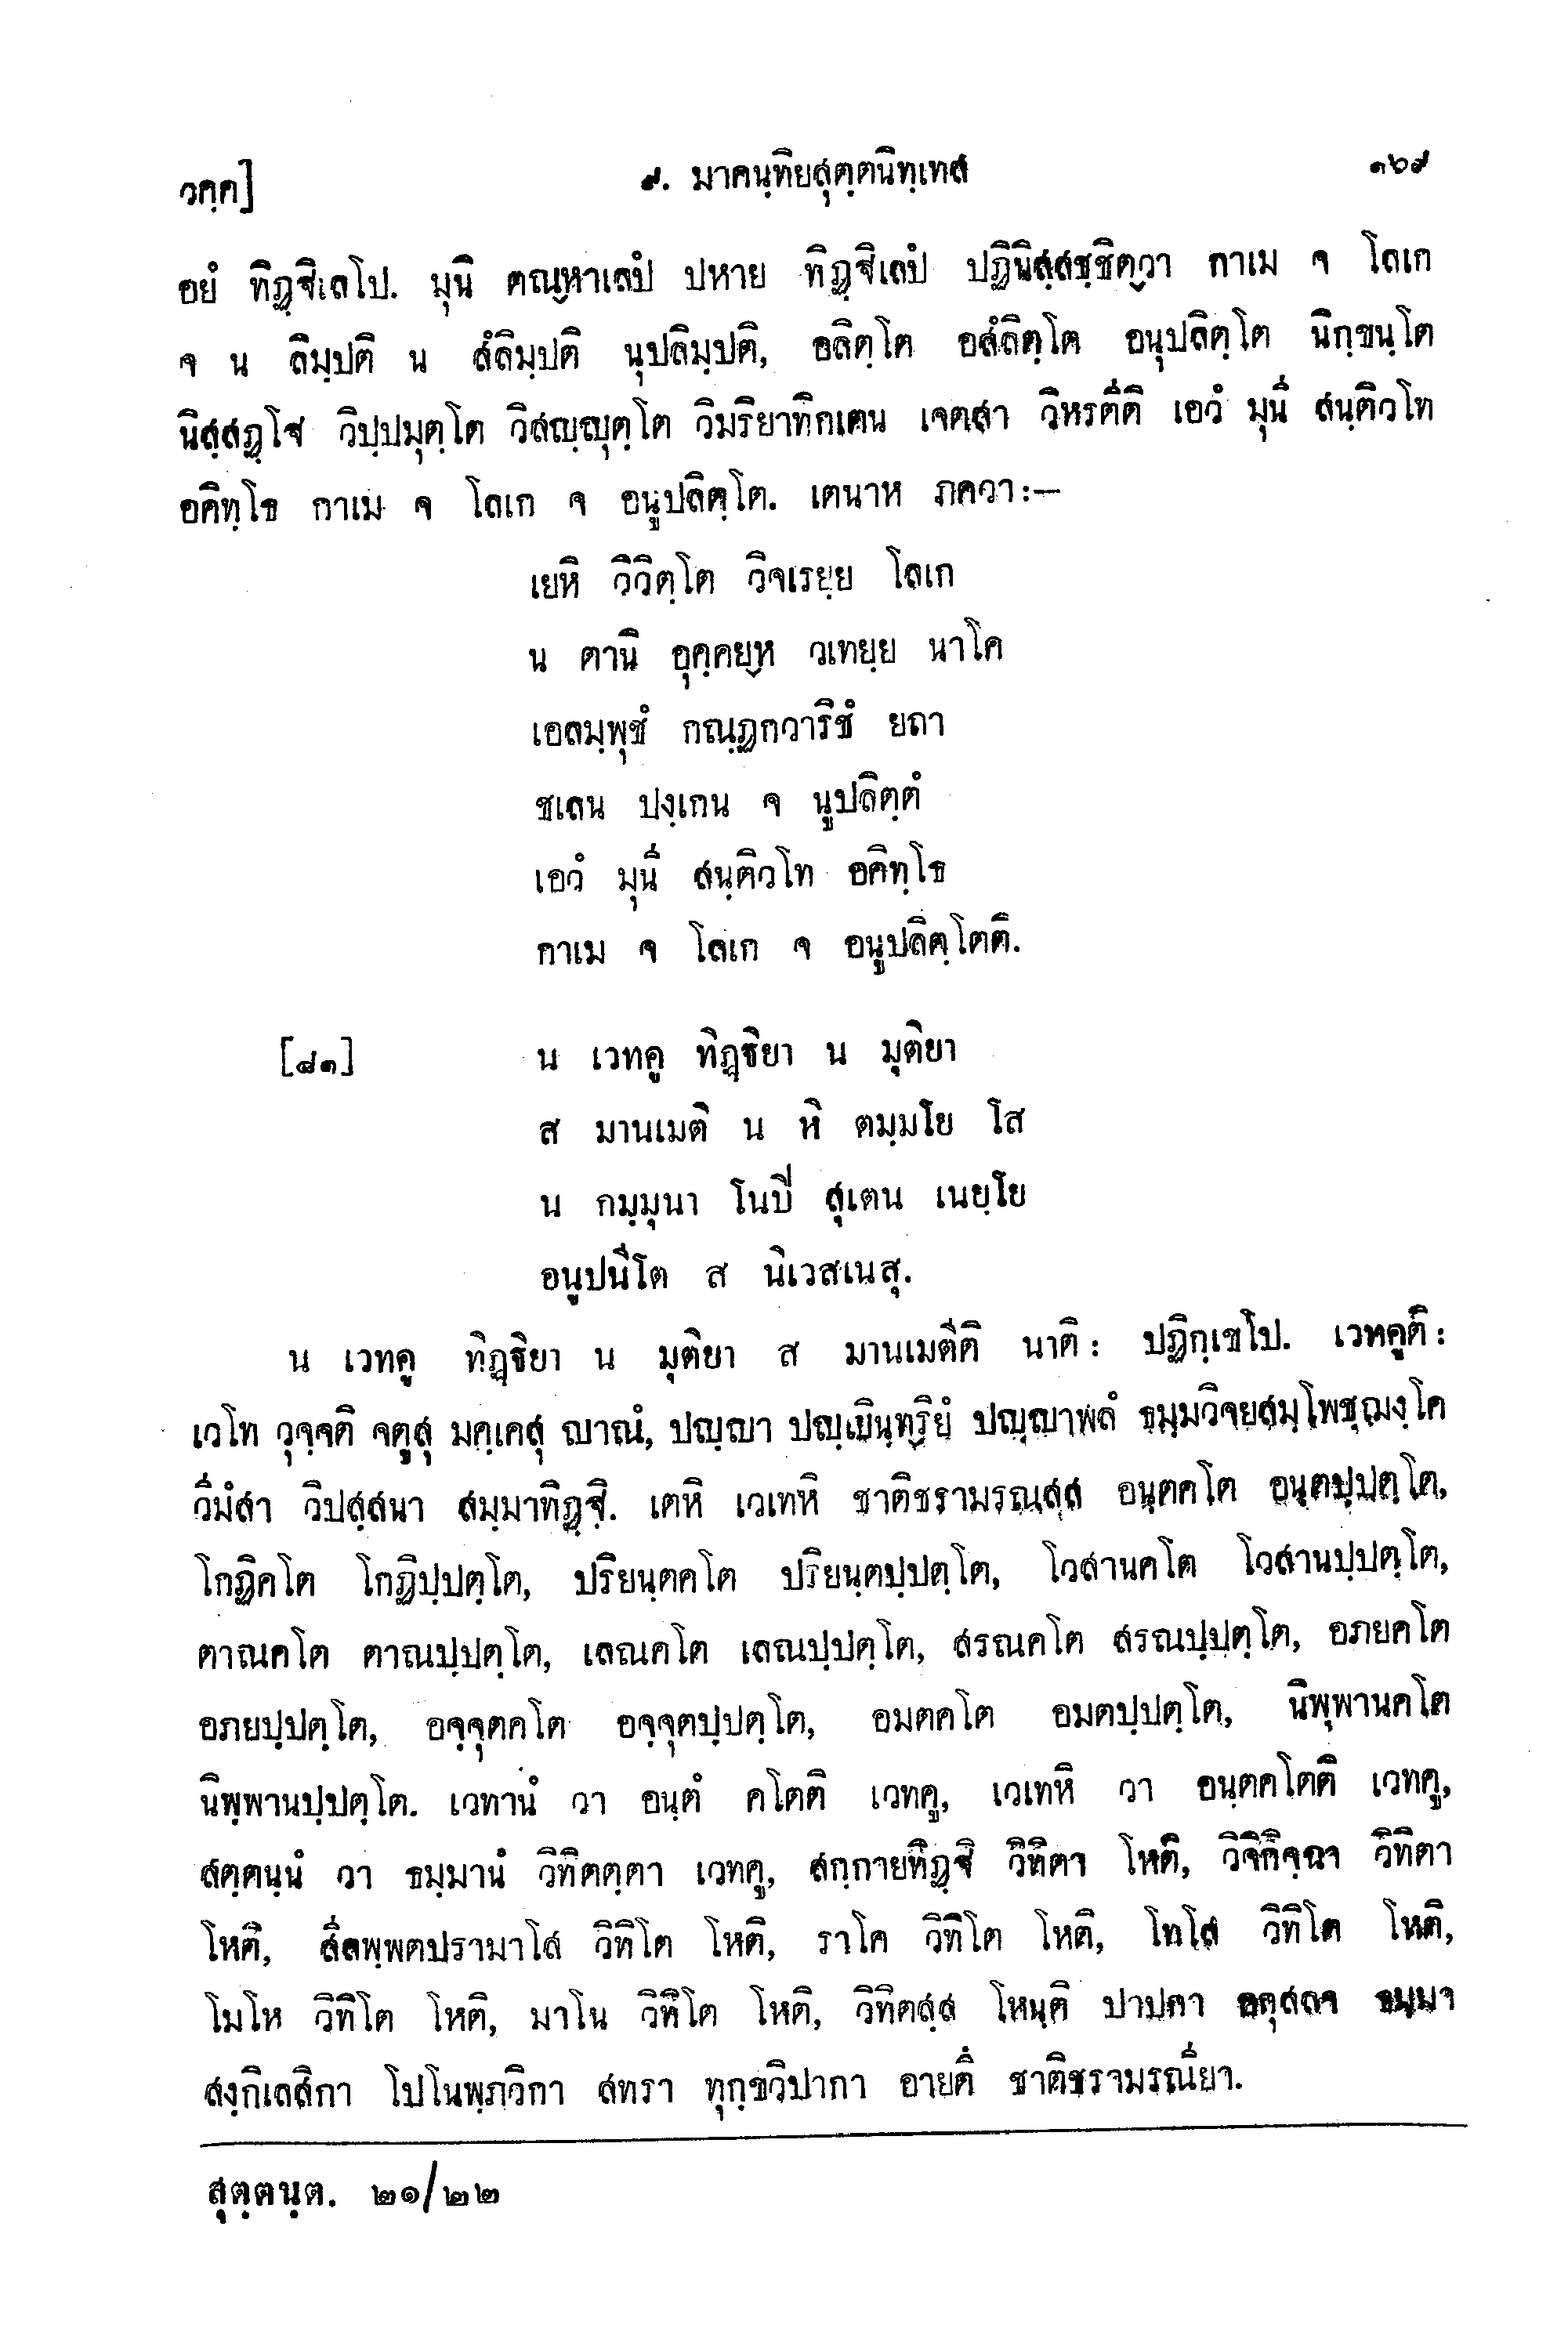 วคฺค]
๙. มาคนฺทิยสุตฺตนิทฺเทส
๑๖๙
อยํ ทิฏฺฐิเลโป. มุนิ ตณฺหาเลปํ ปหาย ทิฏฺฐิเลปํ ปฏินิสฺสชฺชิตฺวา กาเม จ โลเก
จ น ลิมฺปติ น สํลิมฺปติ นุปลิมฺปติ, อลิตฺโต อสํลิตฺโต อนุปลิตฺโต นิกฺขนฺโต
นิสฺสฏฺโฐ วิปฺปมุตฺโต วิสญฺญุตฺโต วิมริยาทิกเตน เจตสา วิหรตีติ เอวํ มุนี สนฺติวโท
อคิทฺโธ กาเม จ โลเก จ อนูปลิตฺโต. เตนาห ภควา:—
เยหิ วิวิตฺโต วิจเรยฺย โลเก
น ตานิ อุคฺคยฺห วเทยฺย นาโค
เอลมฺพุชํ กณฺฏกวาริชํ ยถา
ชเลน ปงฺเกน จ นูปลิตฺตํ
เอวํ มุนี สนฺติวโท อคิทฺโธ
กาเม จ โลเก จ อนูปลิตฺโตติ.
[๘๑] น เวทคู ทิฏฺฐิยา น มุติยา
ส มานเมติ น หิ ตมฺมโย โส
น กมฺมุนา โนปี สุเตน เนยฺโย
อนูปนีโต ส นิเวสเนสุ.
น เวทคู ทิฏฺฐิยา น มุติยา ส มานเมตีติ นาติ: ปฏิกฺเขโป. เวทคูติ:
เวโท วุจฺจติ จตูสุ มคฺเคสุ ญาณํ, ปญฺญา ปญฺญินฺทฺริยํ ปญฺญาพลํ ธมฺมวิจยสมฺโพชฺฌงฺโค
วีมํสา วิปสฺสนา สมฺมาทิฏฺฐิ. เตหิ เวเทหิ ชาติชรามรณสฺส อนฺตคโต อนฺตปฺปตฺโต,
โกฏิคโต โกฏิปฺปตฺโต, ปริยนฺตคโต ปริยนฺตปฺปตฺโต, โวสานคโต โวสานปฺปตฺโต,
ตาณคโต ตาณปฺปตฺโต, เลณคโต เลณปฺปตฺโต, สรณคโต สรณปฺปตฺโต, อภยคโต
อภยปฺปตฺโต, อจฺจุตคโต อจฺจุตปฺปตฺโต, อมตคโต อมตปฺปตฺโต, นิพฺพานคโต
นิพฺพานปฺปตฺโต. เวทานํ วา อนฺตํ คโตติ เวทคู, เวเทหิ วา อนฺตคโตติ เวทคู,
สตฺตนฺนํ วา ธมฺมานํ วิทิตตฺตา เวทคู, สกฺกายทิฏฺฐิ วิทิตา โหติ, วิจิกิจฺฉา วิทิตา
โหติ, สีลพฺพตปรามาโส วิทิโต โหติ, ราโค วิทิโต โหติ, โทโส วิทิโต โหติ,
โมโห วิทิโต โหติ, มาโน วิทิโต โหติ, วิทิตสฺส โหนฺติ ปาปกา อกุสลา ธมฺมา
สงฺกิเลสิกา โปโนพฺภวิกา สทรา ทุกฺขวิปากา อายตึ ชาติชรามรณียา.
สุตฺตนฺต. ๒๑/๒๒